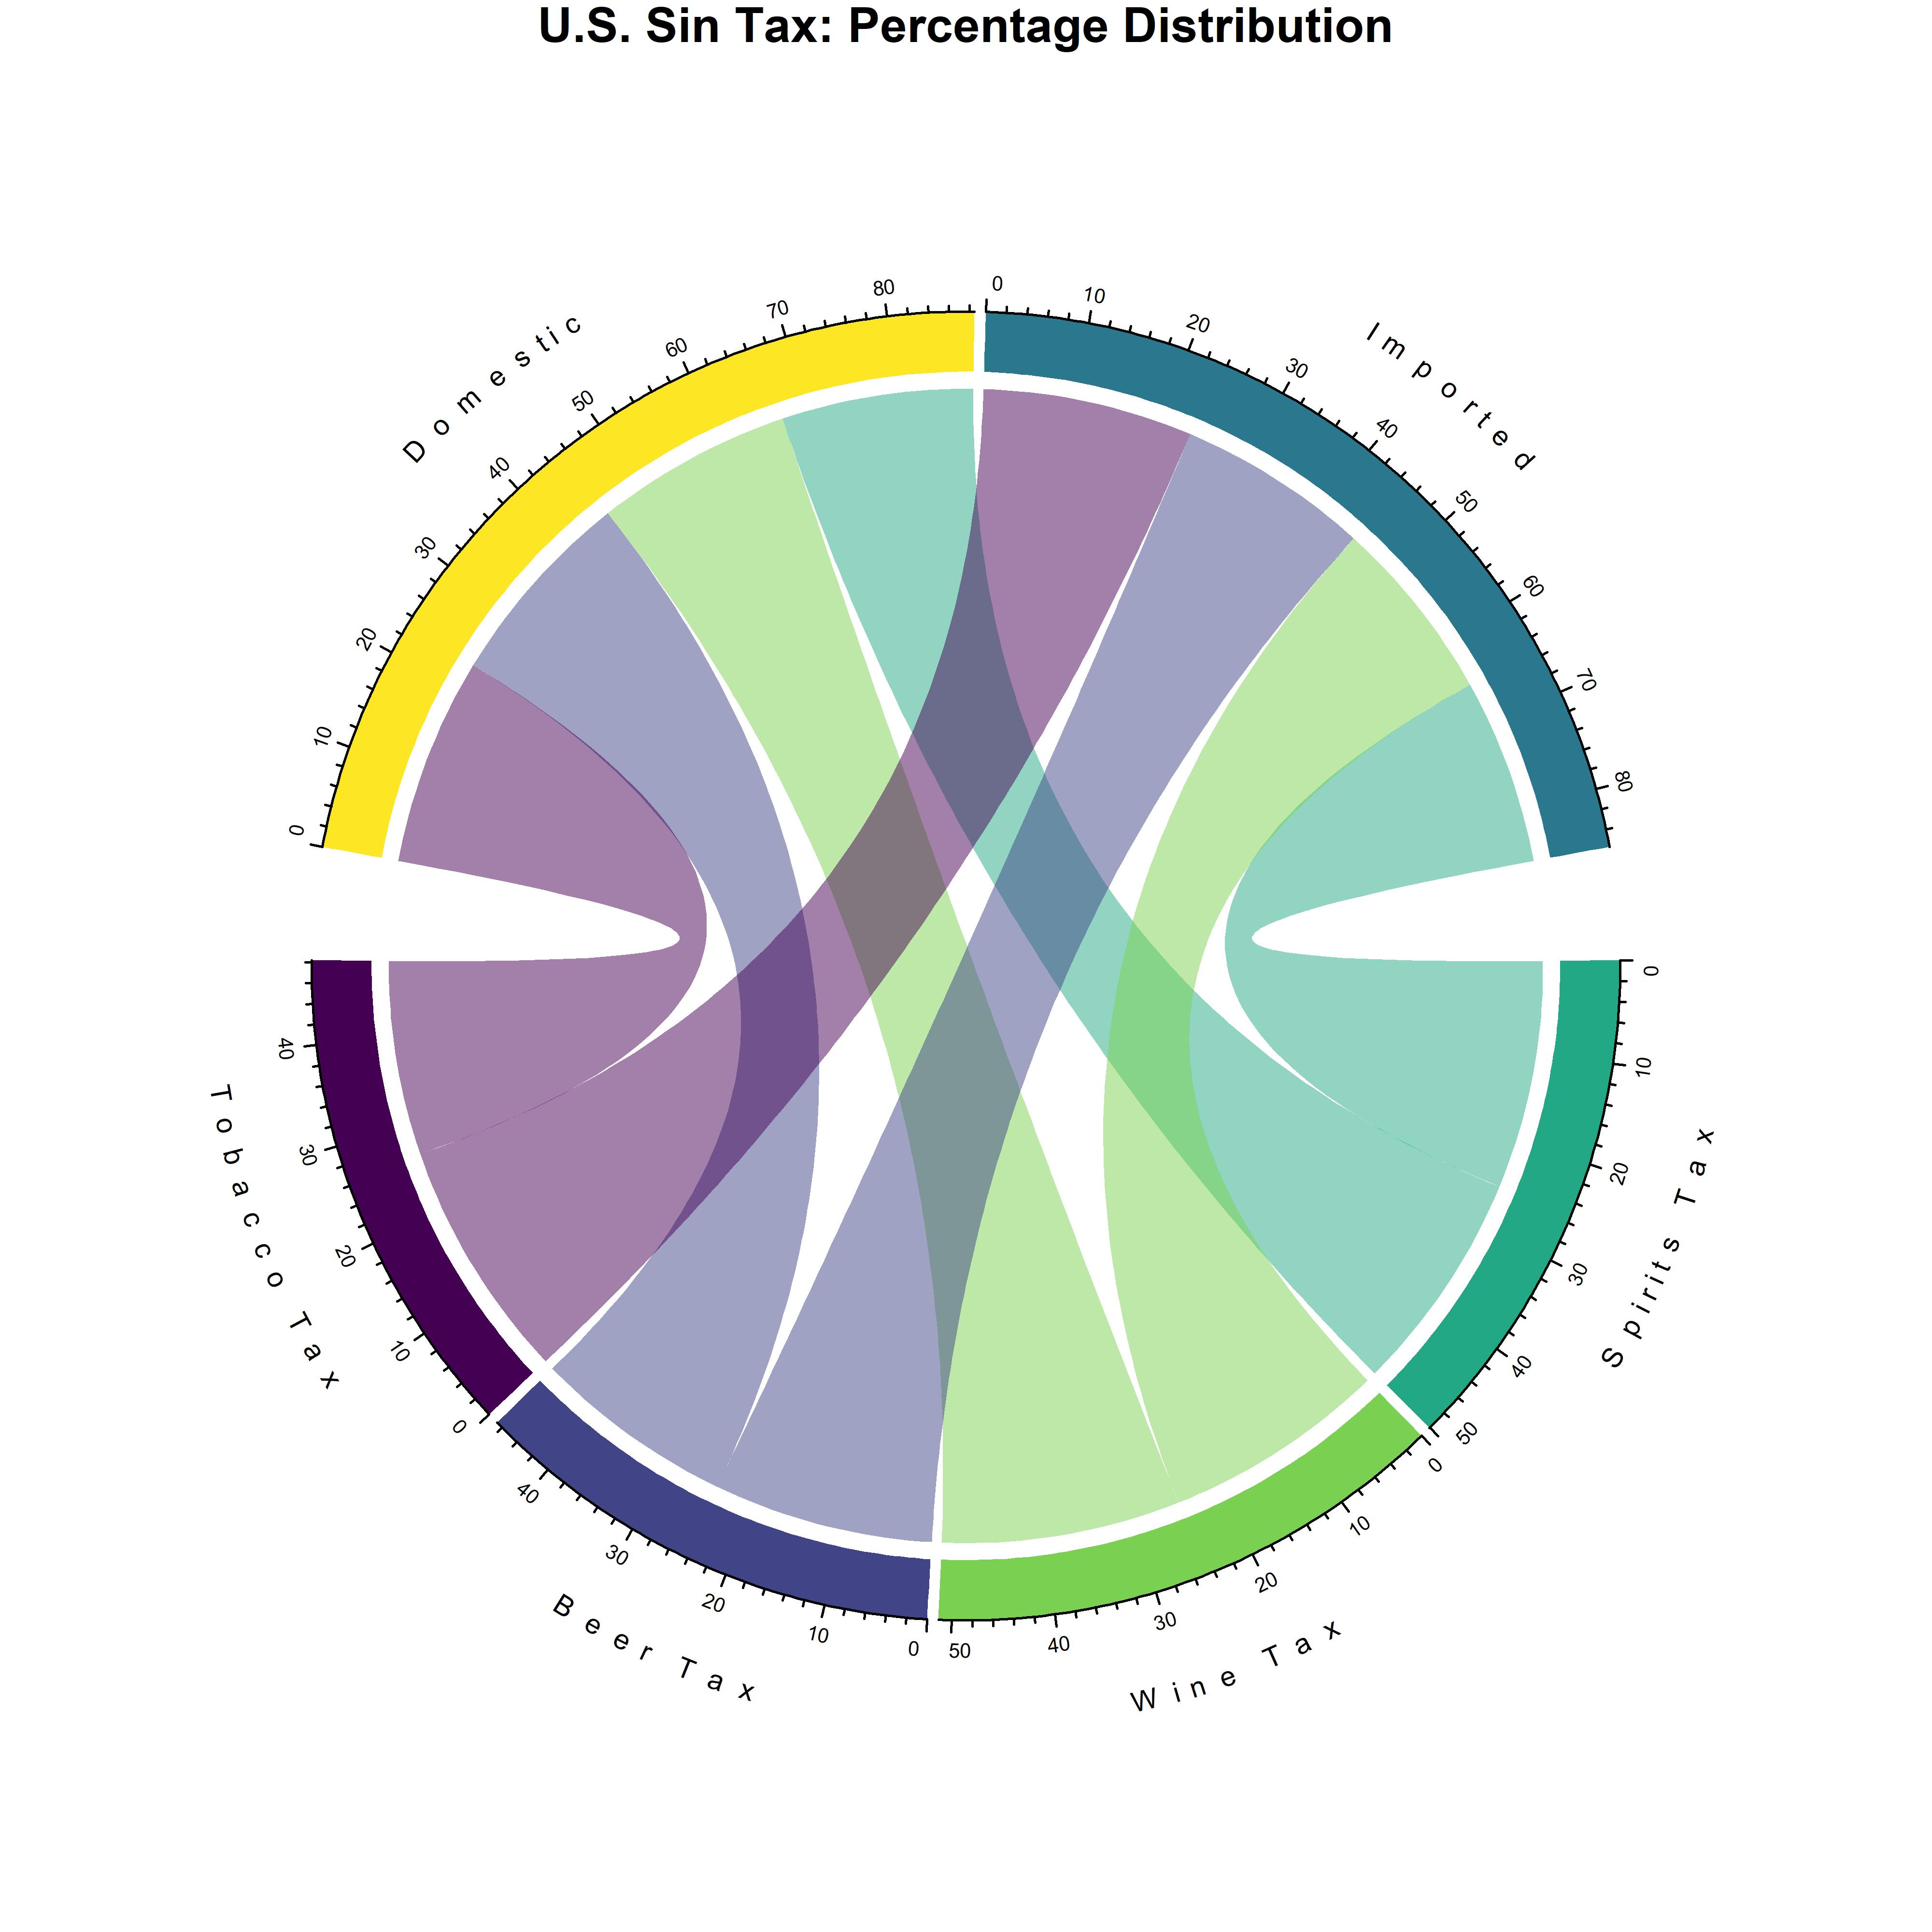 U.S. Sin Tax: Percentage Distribution
Domestic
0 10 20 30 40 50 60 70 80
Imported
0 10 20 30 40 50 60 70 80
Spirits Tax
0 10 20 30 40 50
Wine Tax
0 10 20 30 40 50
Beer Tax
0 10 20 30 40
Tobacco Tax
0 10 20 30 40